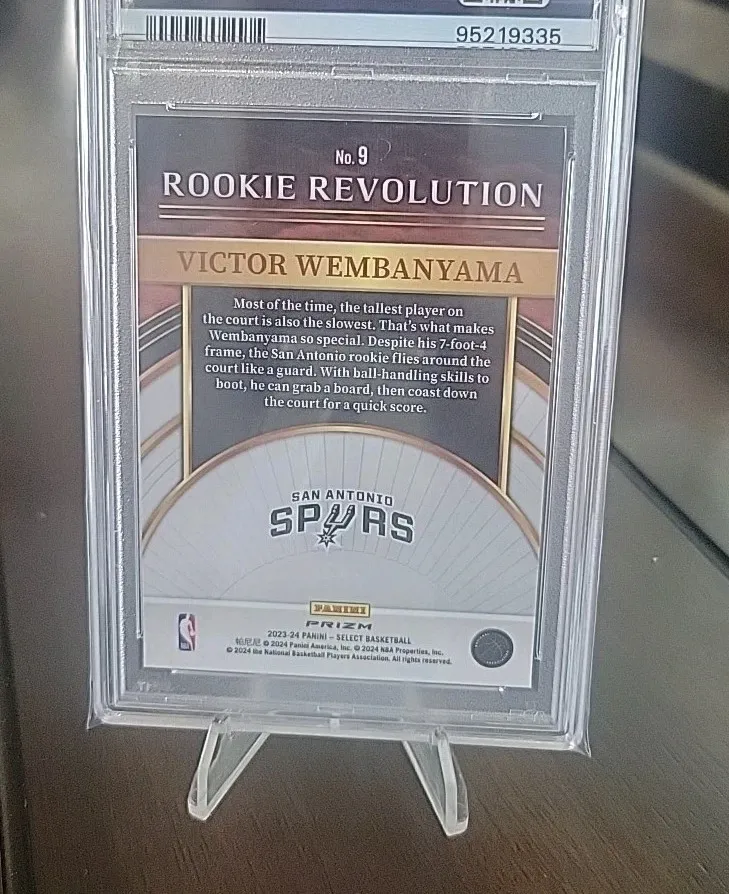 95219335
No. 9
ROOKIE REVOLUTION
VICTOR WEMBANYAMA
Most of the time, the tallest player on
the court is also the slowest. That's what makes
Wembanyama so special. Despite his 7-foot-4
frame, the San Antonio rookie flies around the
court like a guard. With ball-handling skills to
boot, he can grab a board, then coast down
the court for a quick score.
SAN ANTONIO
SPURS
PANINI
PRIZM
2023-24 PANINI – SELECT BASKETBALL
帕尼尼 © 2024 Panini America, Inc. © 2024 NBA Properties, Inc.
© 2024 the National Basketball Players Association. All rights reserved.